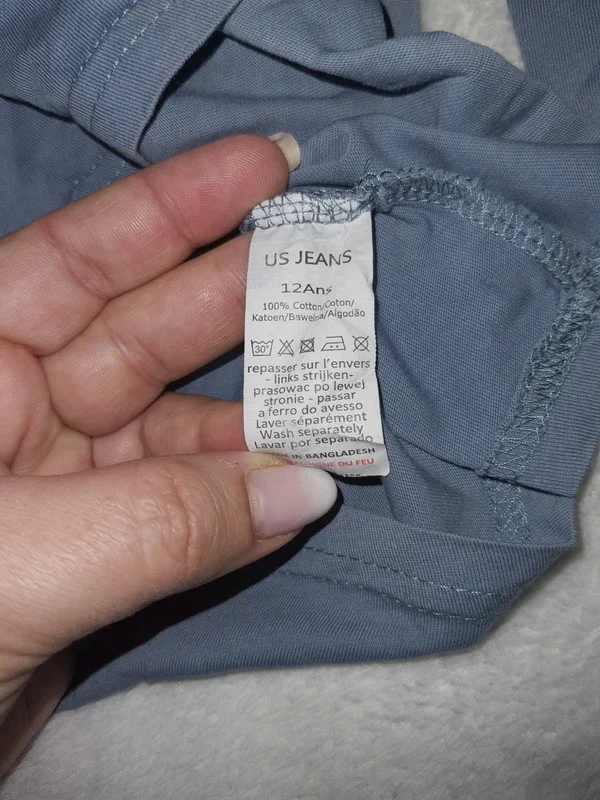 US JEANS
12Ans
100% Cotton/Coton/
Katoen/Bawełna/Algodão
30°
repasser sur l'envers
- links strijken-
prasowac po lewej
stronie - passar
a ferro do avesso
Laver séparément
Wash separately
Lavar por separado
IN BANGLADESH
DU FEU